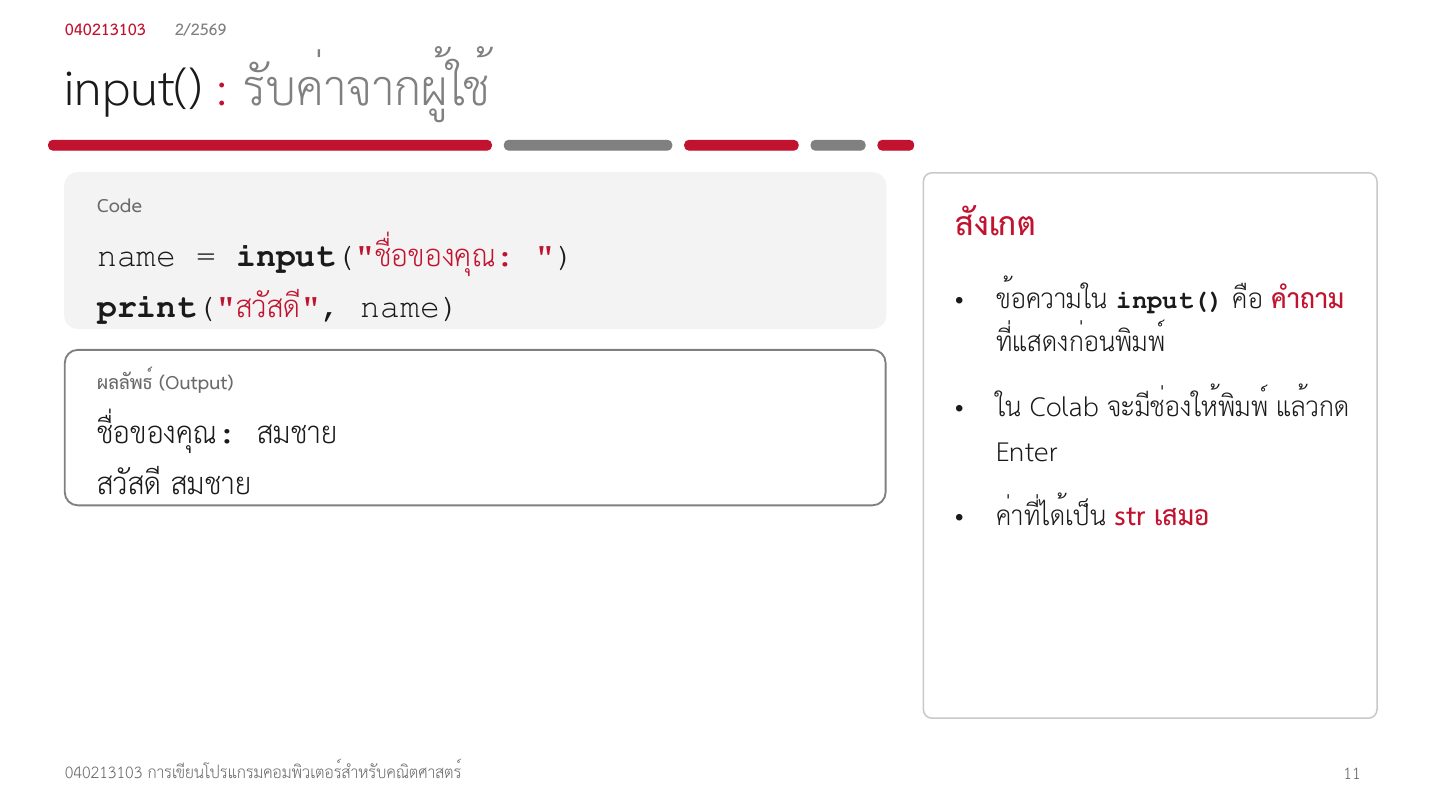 040213103 2/2569
input() : รับค่าจากผู้ใช้
Code
name = input("ชื่อของคุณ: ")
print("สวัสดี", name)
ผลลัพธ์ (Output)
ชื่อของคุณ: สมชาย
สวัสดี สมชาย
สังเกต
• ข้อความใน input() คือ คำถาม
ที่แสดงก่อนพิมพ์
• ใน Colab จะมีช่องให้พิมพ์ แล้วกด
Enter
• ค่าที่ได้เป็น str เสมอ
040213103 การเขียนโปรแกรมคอมพิวเตอร์สำหรับคณิตศาสตร์
11